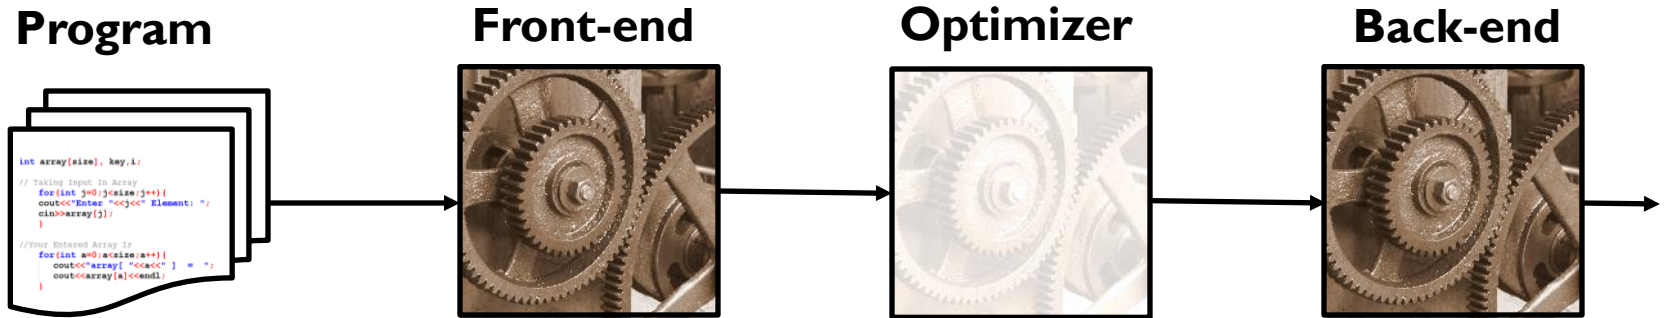 Program
Front-end
Optimizer
Back-end
int array[size], key,i;
// Taking Input In Array
for(int j=0;j<size;j++){
cout<<"Enter "<<j<<" Element: ";
cin>>array[j];
}
//Your Entered Array Is
for(int a=0;a<size;a++){
cout<<"array[ "<<a<<" ]  =  ";
cout<<array[a]<<endl;
}